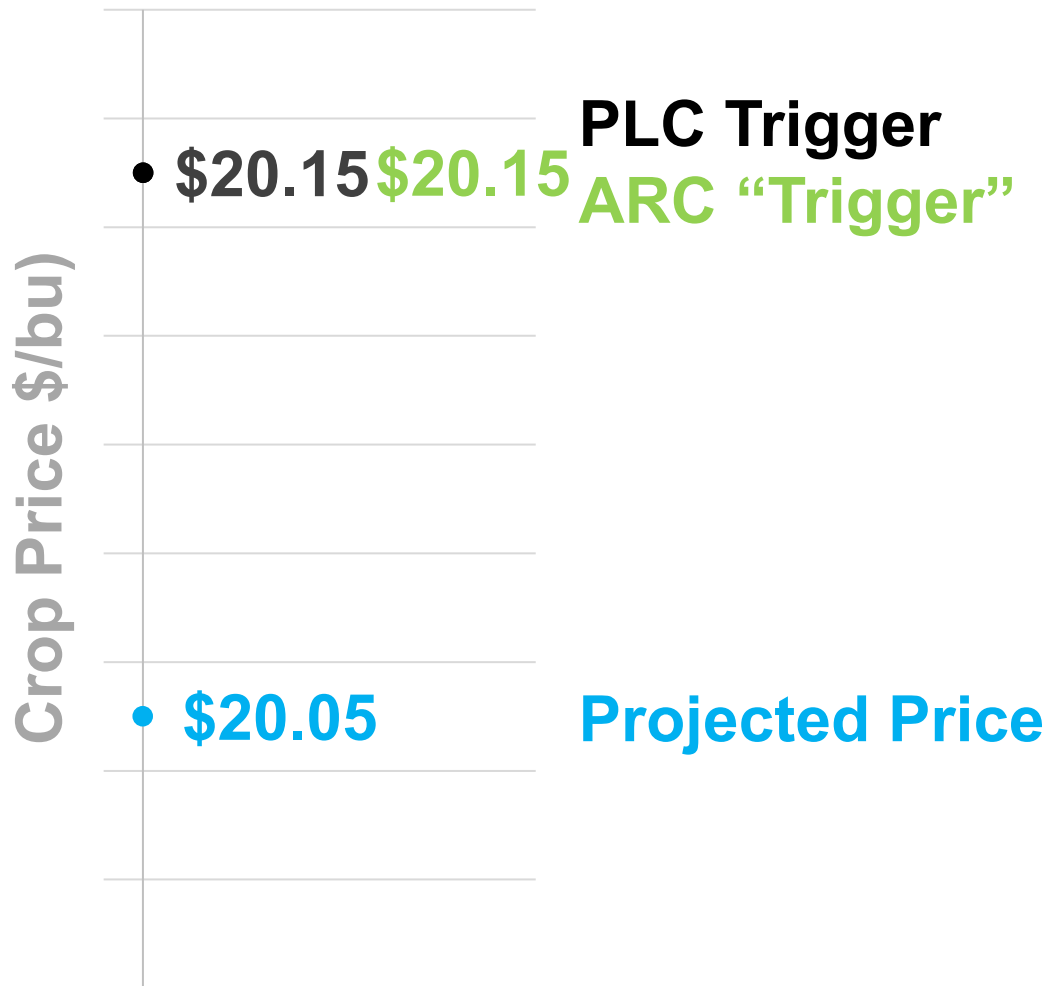 Crop Price $/bu)
$20.15 $20.15
PLC Trigger
ARC “Trigger”
$20.05
Projected Price